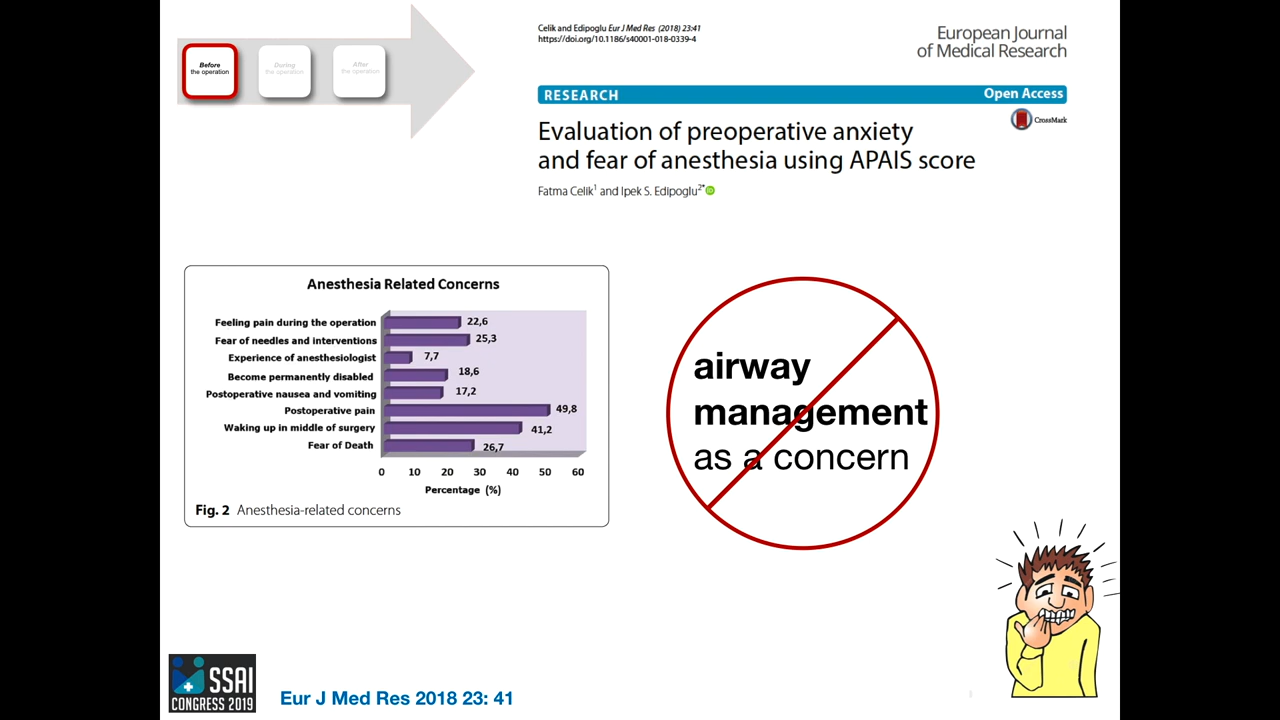 Before
the operation
During
the operation
After
the operation
Celik and Edipoglu Eur J Med Res (2018) 23:41
https://doi.org/10.1186/s40001-018-0339-4
European Journal
of Medical Research
RESEARCH
Open Access
CrossMark
Evaluation of preoperative anxiety
and fear of anesthesia using APAIS score
Fatma Celik1 and Ipek S. Edipoglu2*
Anesthesia Related Concerns
Feeling pain during the operation 22,6
Fear of needles and interventions 25,3
Experience of anesthesiologist 7,7
Become permanently disabled 18,6
Postoperative nausea and vomiting 17,2
Postoperative pain 49,8
Waking up in middle of surgery 41,2
Fear of Death 26,7
0 10 20 30 40 50 60
Percentage (%)
Fig. 2 Anesthesia-related concerns
airway
management
as a concern
SSAI
CONGRESS 2019
Eur J Med Res 2018 23: 41